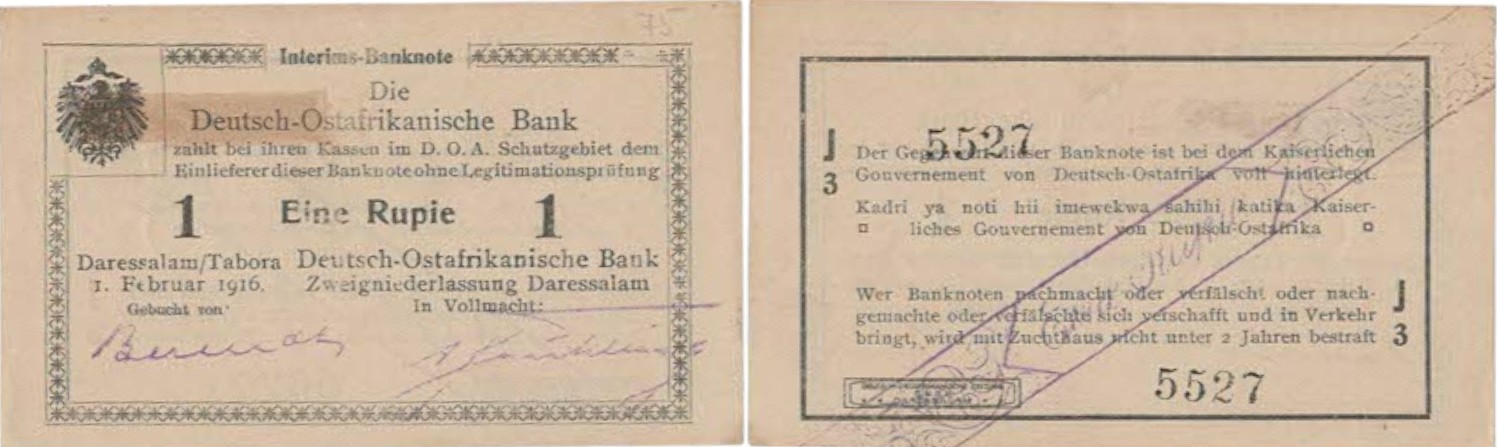 75
Interims-Banknote
Die
Deutsch-Ostafrikanische Bank
zahlt bei ihren Kassen im D. O. A. Schutzgebiet dem
Einlieferer dieser Banknote ohne Legitimationsprüfung
1 Eine Rupie 1
Daressalam/Tabora Deutsch-Ostafrikanische Bank
1. Februar 1916. Zweigniederlassung Daressalam
Gebucht von: In Vollmacht:
J 5527
3 Der Gegenwert dieser Banknote ist bei dem Kaiserlichen
Gouvernement von Deutsch-Ostafrika voll hinterlegt.
Kadri ya noti hii imewekwa sahihi katika Kaiser-
liches Gouvernement von Deutsch-Ostafrika
Wer Banknoten nachmacht oder verfälscht oder nach-
gemachte oder verfälschte sich verschafft und in Verkehr
bringt, wird mit Zuchthaus nicht unter 2 Jahren bestraft
J
3
5527